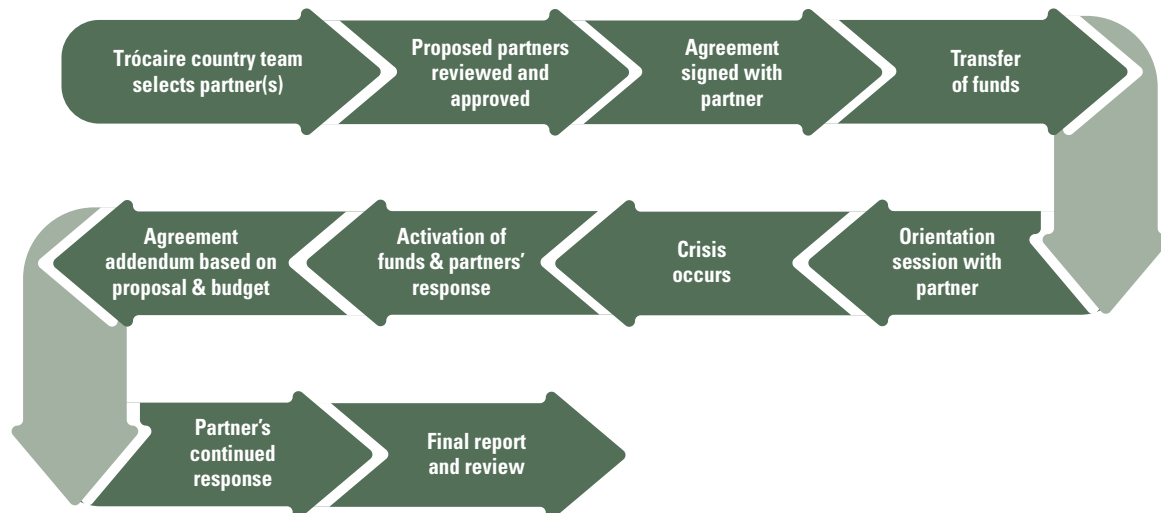 Trócaire country team
selects partner(s)
Proposed partners
reviewed and
approved
Agreement
signed with
partner
Transfer
of funds
Orientation
session with
partner
Crisis
occurs
Activation of
funds & partners’
response
Agreement
addendum based on
proposal & budget
Partner’s
continued
response
Final report
and review